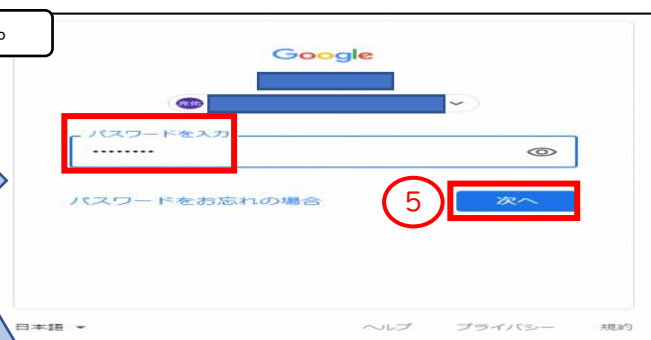 。
Google
パスワードを入力
........
パスワードをお忘れの場合
5 次へ
日本語 ヘルプ プライバシー 規約